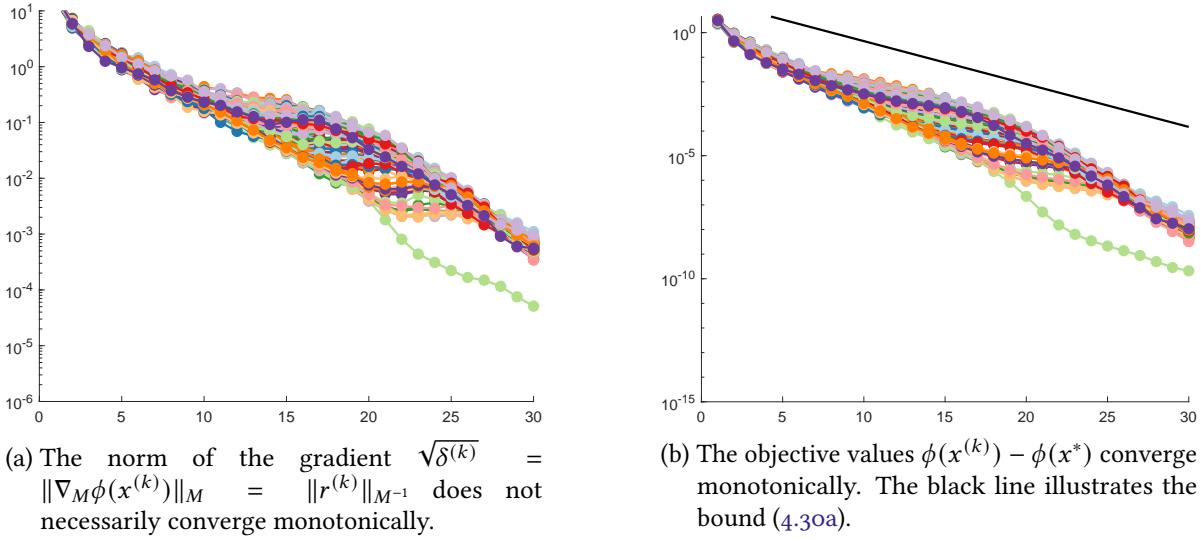 10^1
10^0
10^-1
10^-2
10^-3
10^-4
10^-5
10^-6
0 5 10 15 20 25 30
(a) The norm of the gradient √δ^(k) =
‖∇_M ϕ(x^(k))‖_M = ‖r^(k)‖_{M^-1} does not
necessarily converge monotonically.
10^0
10^-5
10^-10
10^-15
0 5 10 15 20 25 30
(b) The objective values ϕ(x^(k)) − ϕ(x*) converge
monotonically. The black line illustrates the
bound (4.30a).